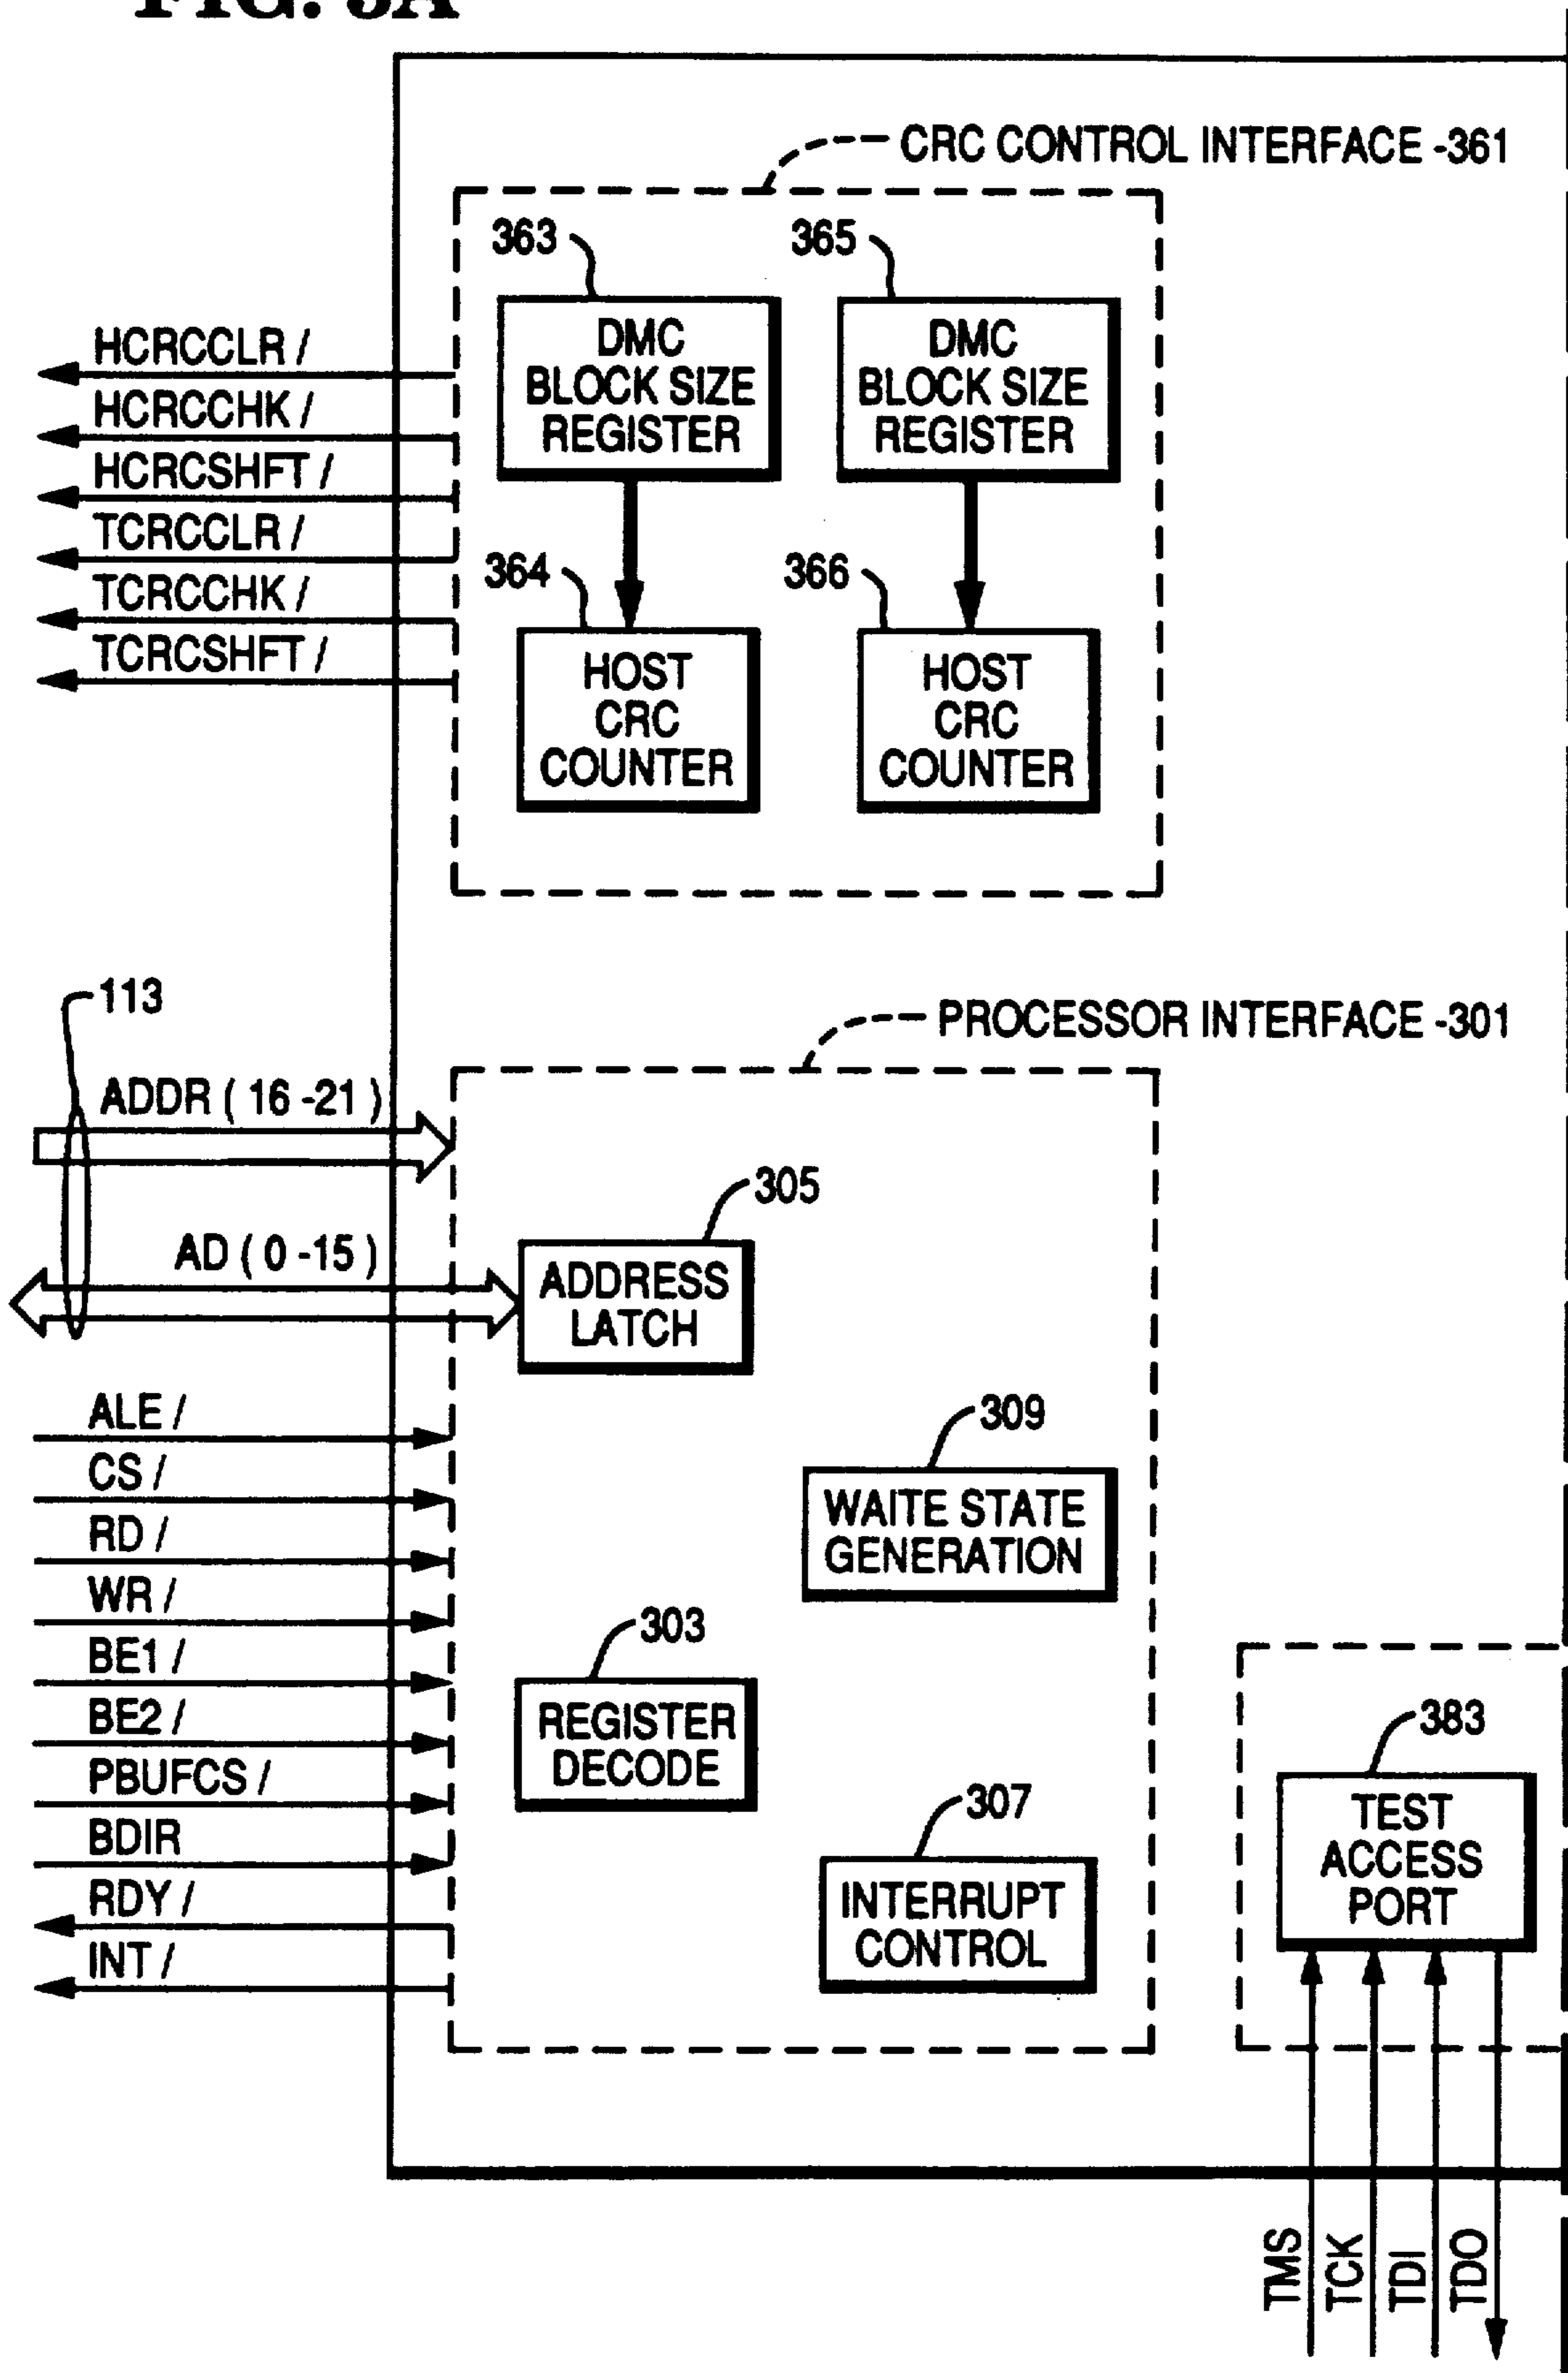 CRC CONTROL INTERFACE -361
363
365
DMC
BLOCK SIZE
REGISTER
DMC
BLOCK SIZE
REGISTER
HCRCCLR /
HCRCCHK /
HCRCSHFT /
TCRCCLR /
TCRCCHK /
TCRCSHFT /
364
366
HOST
CRC
COUNTER
HOST
CRC
COUNTER
113
PROCESSOR INTERFACE -301
ADDR ( 16 -21 )
AD ( 0 -15 )
305
ADDRESS
LATCH
ALE /
CS /
RD /
WR /
BE1 /
BE2 /
PBUFCS /
BDIR
RDY /
INT /
309
WAITE STATE
GENERATION
303
REGISTER
DECODE
307
INTERRUPT
CONTROL
383
TEST
ACCESS
PORT
TMS
TCK
TDI
TDO